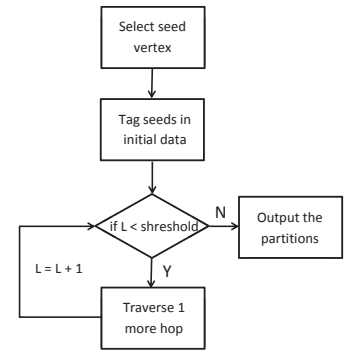 Select seed
vertex
Tag seeds in
initial data
if L < shreshold
N
Output the
partitions
Y
L = L + 1
Traverse 1
more hop